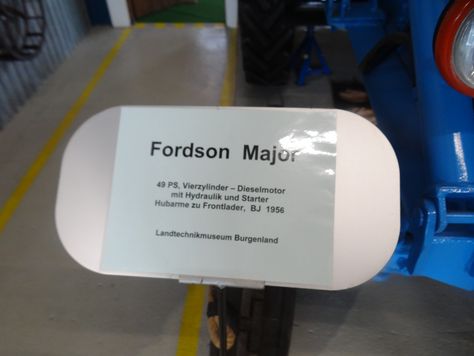 Fordson Major
49 PS, Vierzylinder – Dieselmotor
mit Hydraulik und Starter
Hubarme zu Frontlader, BJ 1956
Landtechnikmuseum Burgenland